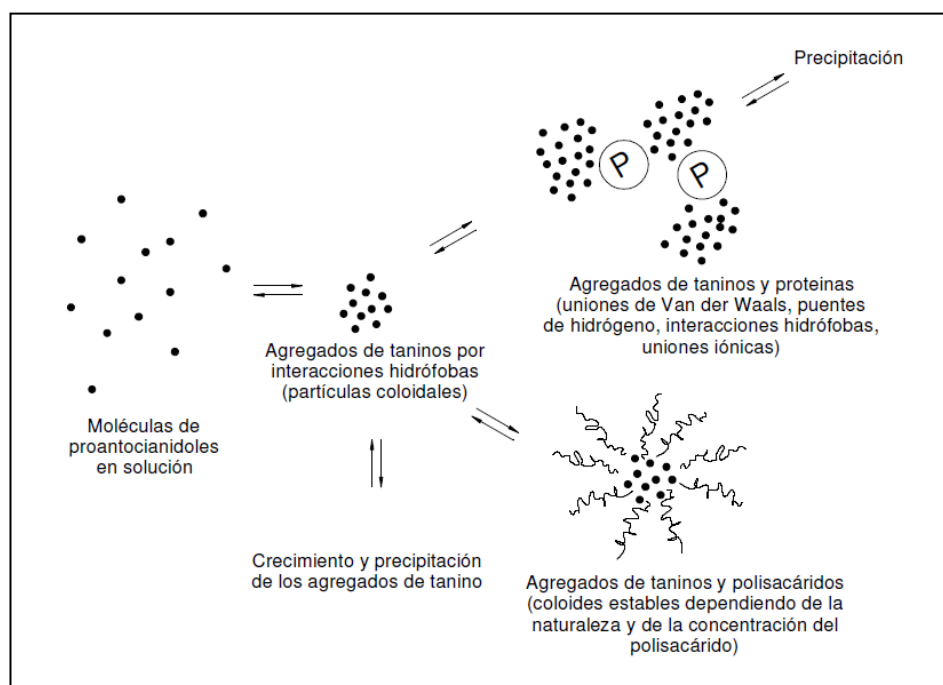 Precipitación
P
P
Agregados de taninos y proteinas
(uniones de Van der Waals, puentes
de hidrógeno, interacciones hidrófobas,
uniones iónicas)
Agregados de taninos por
interacciones hidrófobas
(partículas coloidales)
Moléculas de
proantocianidoles
en solución
Crecimiento y precipitación
de los agregados de tanino
Agregados de taninos y polisacáridos
(coloides estables dependiendo de la
naturaleza y de la concentración del
polisacárido)